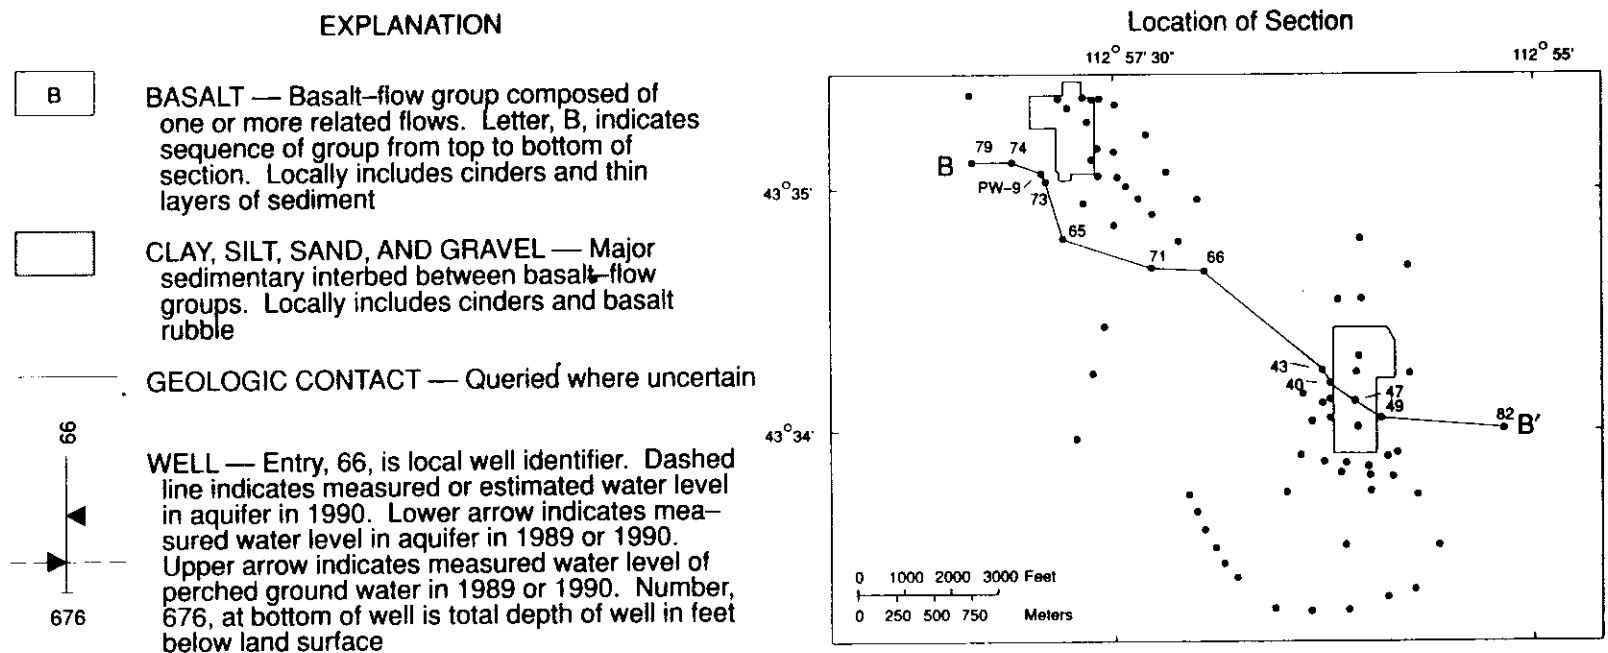 EXPLANATION
B
BASALT — Basalt–flow group composed of
one or more related flows. Letter, B, indicates
sequence of group from top to bottom of
section. Locally includes cinders and thin
layers of sediment
CLAY, SILT, SAND, AND GRAVEL — Major
sedimentary interbed between basalt–flow
groups. Locally includes cinders and basalt
rubble
GEOLOGIC CONTACT — Queried where uncertain
66
WELL — Entry, 66, is local well identifier. Dashed
line indicates measured or estimated water level
in aquifer in 1990. Lower arrow indicates mea–
sured water level in aquifer in 1989 or 1990.
Upper arrow indicates measured water level of
perched ground water in 1989 or 1990. Number,
676, at bottom of well is total depth of well in feet
below land surface
676
Location of Section
112° 57' 30"
112° 55'
43° 35'
43° 34'
B
79
74
PW–9
73
65
71
66
43
40
47
49
82
B'
0 1000 2000 3000 Feet
0 250 500 750 Meters